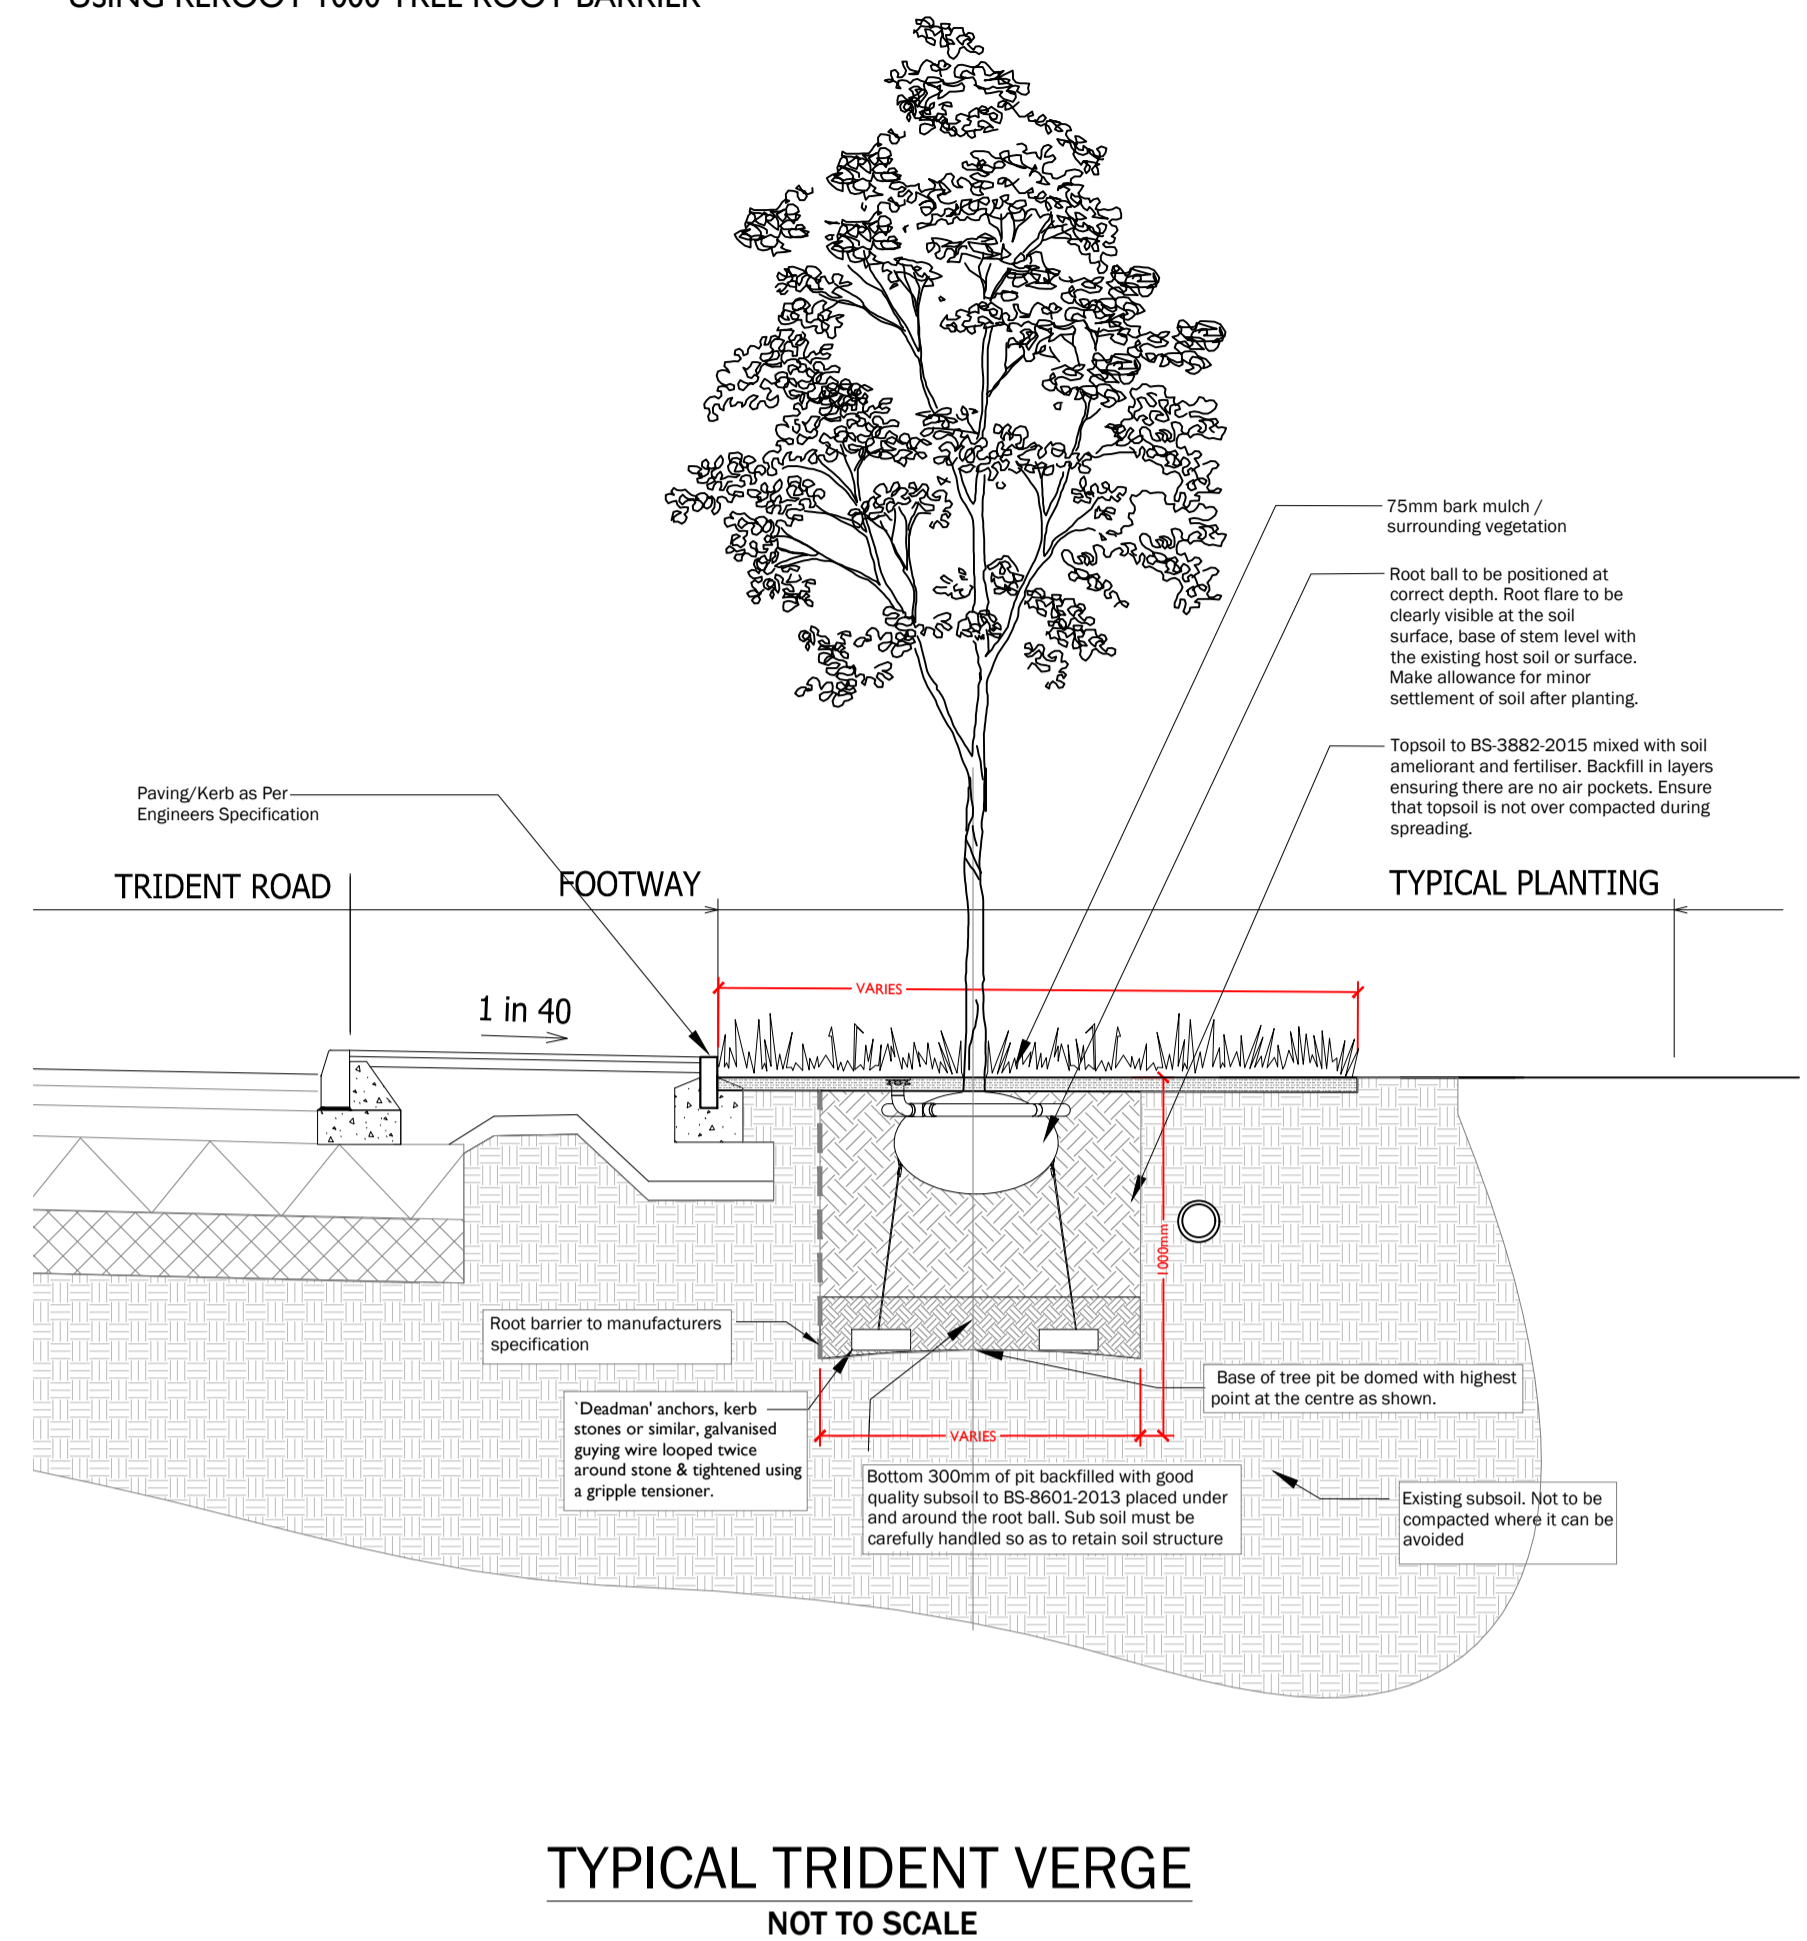 USING REROOT 1000 TREE ROOT BARRIER
75mm bark mulch /
surrounding vegetation
Root ball to be positioned at
correct depth. Root flare to be
clearly visible at the soil
surface, base of stem level with
the existing host soil or surface.
Make allowance for minor
settlement of soil after planting.
Topsoil to BS-3882-2015 mixed with soil
ameliorant and fertiliser. Backfill in layers
ensuring there are no air pockets. Ensure
that topsoil is not over compacted during
spreading.
Paving/Kerb as Per
Engineers Specification
TRIDENT ROAD
FOOTWAY
TYPICAL PLANTING
VARIES
1 in 40
1000mm
Root barrier to manufacturers
specification
Base of tree pit be domed with highest
point at the centre as shown.
`Deadman' anchors, kerb
stones or similar, galvanised
guying wire looped twice
around stone & tightened using
a gripple tensioner.
VARIES
Bottom 300mm of pit backfilled with good
quality subsoil to BS-8601-2013 placed under
and around the root ball. Sub soil must be
carefully handled so as to retain soil structure
Existing subsoil. Not to be
compacted where it can be
avoided
TYPICAL TRIDENT VERGE
NOT TO SCALE